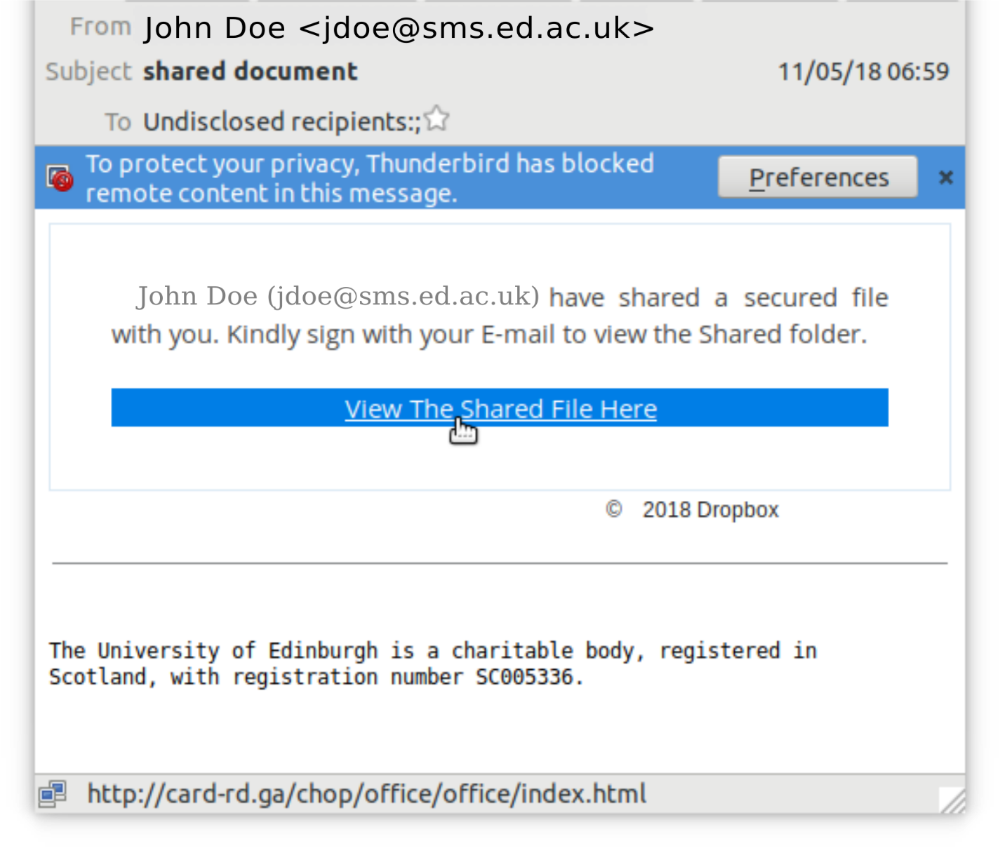 From John Doe <jdoe@sms.ed.ac.uk>
Subject shared document 11/05/18 06:59
To Undisclosed recipients:;
To protect your privacy, Thunderbird has blocked
remote content in this message.
Preferences
John Doe (jdoe@sms.ed.ac.uk) have shared a secured file
with you. Kindly sign with your E-mail to view the Shared folder.
View The Shared File Here
© 2018 Dropbox
The University of Edinburgh is a charitable body, registered in
Scotland, with registration number SC005336.
http://card-rd.ga/chop/office/office/index.html